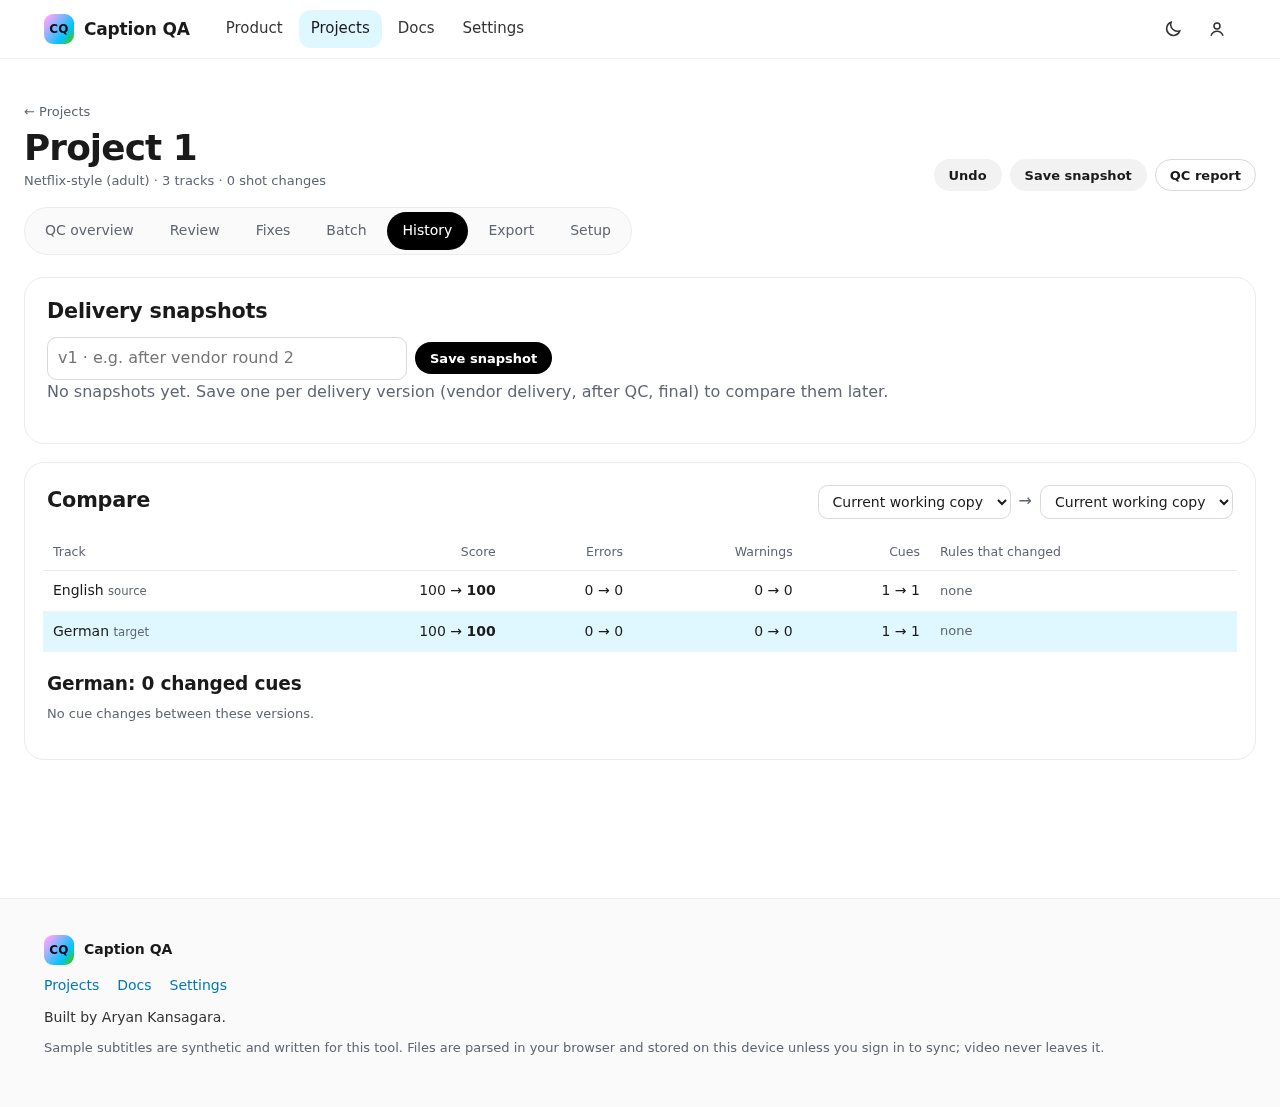 CQ Caption QA Product Projects Docs Settings
← Projects
Project 1
Netflix-style (adult) · 3 tracks · 0 shot changes
Undo Save snapshot QC report
QC overview Review Fixes Batch History Export Setup
Delivery snapshots
v1 · e.g. after vendor round 2 Save snapshot
No snapshots yet. Save one per delivery version (vendor delivery, after QC, final) to compare them later.
Compare Current working copy → Current working copy
Track Score Errors Warnings Cues Rules that changed
English source 100 → 100 0 → 0 0 → 0 1 → 1 none
German target 100 → 100 0 → 0 0 → 0 1 → 1 none
German: 0 changed cues
No cue changes between these versions.
CQ Caption QA
Projects Docs Settings
Built by Aryan Kansagara.
Sample subtitles are synthetic and written for this tool. Files are parsed in your browser and stored on this device unless you sign in to sync; video never leaves it.